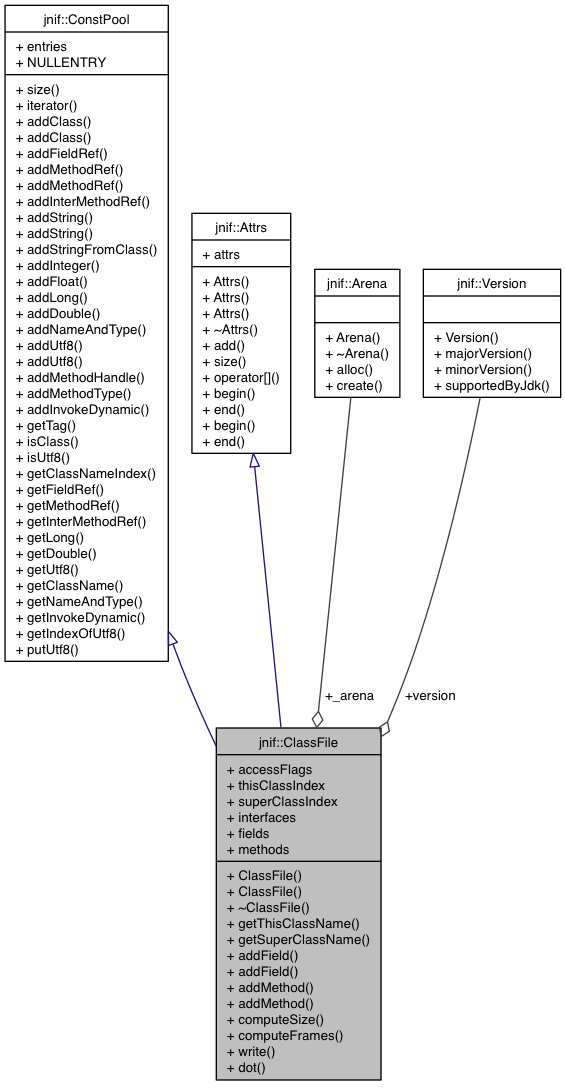 jnif::ConstPool
+ entries
+ NULLENTRY
+ size()
+ iterator()
+ addClass()
+ addClass()
+ addFieldRef()
+ addMethodRef()
+ addMethodRef()
+ addInterMethodRef()
+ addString()
+ addString()
+ addStringFromClass()
+ addInteger()
+ addFloat()
+ addLong()
+ addDouble()
+ addNameAndType()
+ addUtf8()
+ addUtf8()
+ addMethodHandle()
+ addMethodType()
+ addInvokeDynamic()
+ getTag()
+ isClass()
+ isUtf8()
+ getClassNameIndex()
+ getFieldRef()
+ getMethodRef()
+ getInterMethodRef()
+ getLong()
+ getDouble()
+ getUtf8()
+ getClassName()
+ getNameAndType()
+ getInvokeDynamic()
+ getIndexOfUtf8()
+ putUtf8()
jnif::Attrs
+ attrs
+ Attrs()
+ Attrs()
+ Attrs()
+ ~Attrs()
+ add()
+ size()
+ operator[]()
+ begin()
+ end()
+ begin()
+ end()
jnif::Arena
+ Arena()
+ ~Arena()
+ alloc()
+ create()
jnif::Version
+ Version()
+ majorVersion()
+ minorVersion()
+ supportedByJdk()
+_arena
+version
jnif::ClassFile
+ accessFlags
+ thisClassIndex
+ superClassIndex
+ interfaces
+ fields
+ methods
+ ClassFile()
+ ClassFile()
+ ~ClassFile()
+ getThisClassName()
+ getSuperClassName()
+ addField()
+ addField()
+ addMethod()
+ addMethod()
+ computeSize()
+ computeFrames()
+ write()
+ dot()